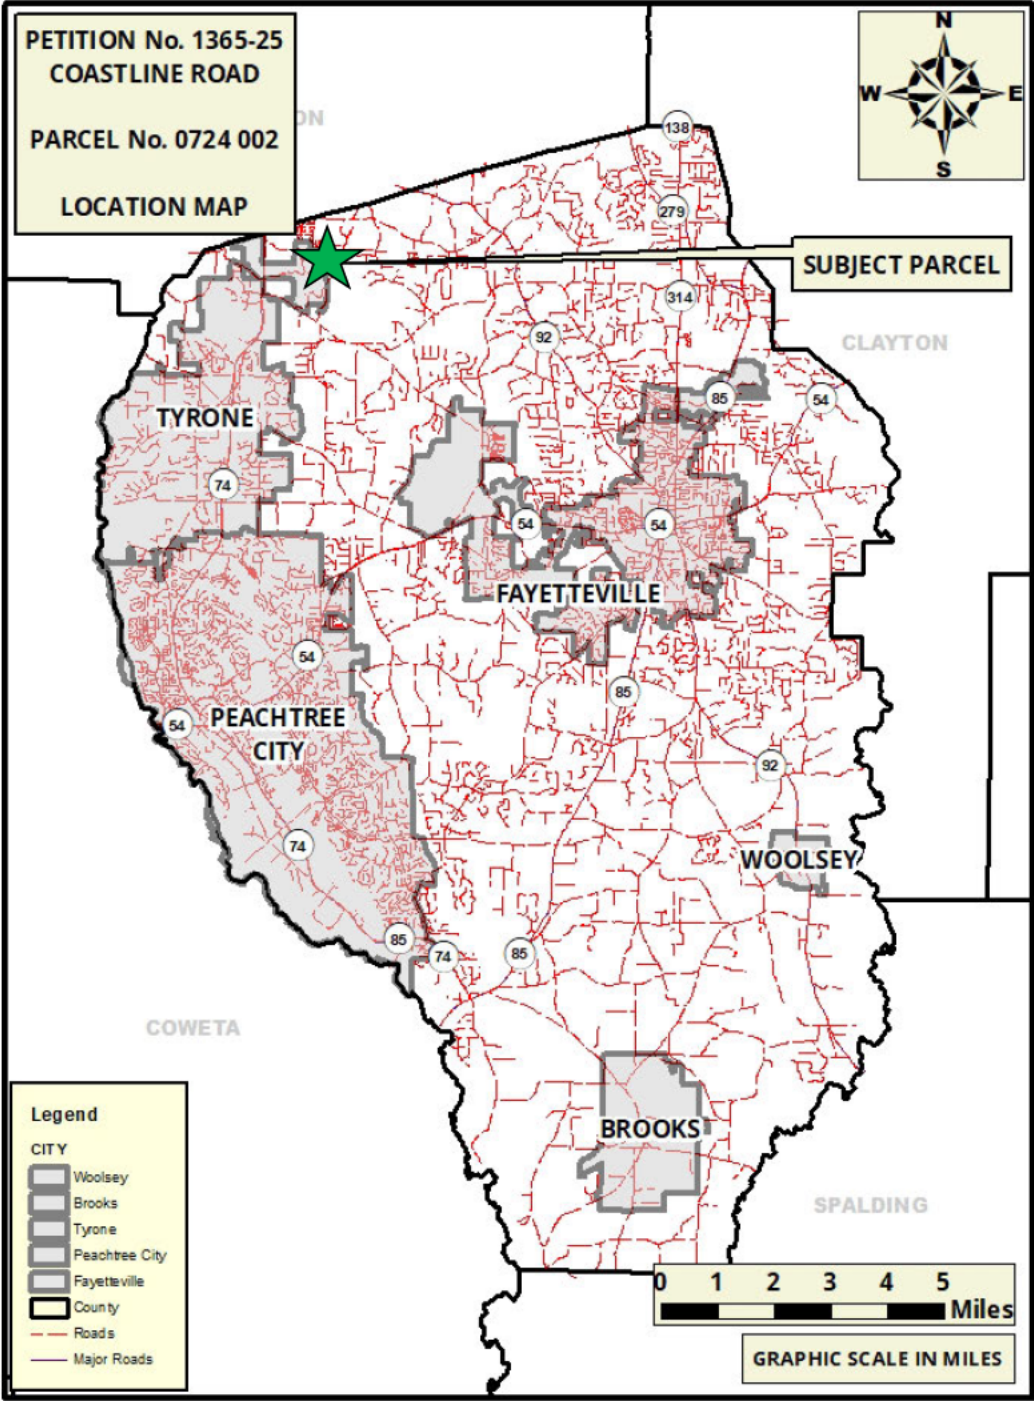 PETITION No. 1365-25
COASTLINE ROAD
PARCEL No. 0724 002
LOCATION MAP
N
W
E
S
ON
138
279
SUBJECT PARCEL
314
92
CLAYTON
85
54
TYRONE
74
54
54
FAYETTEVILLE
54
85
54
PEACHTREE
CITY
92
74
WOOLSEY
85
74
85
COWETA
BROOKS
SPALDING
Legend
CITY
Woolsey
Brooks
Tyrone
Peachtree City
Fayetteville
County
Roads
Major Roads
0 1 2 3 4 5
Miles
GRAPHIC SCALE IN MILES